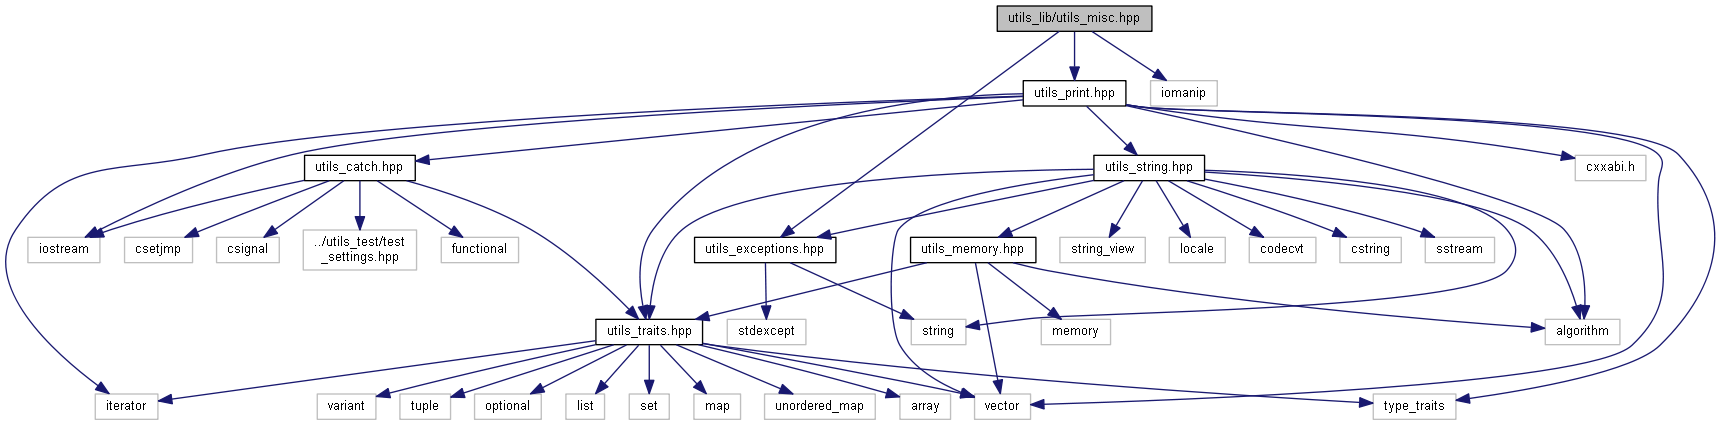 utils_lib/utils_misc.hpp
utils_print.hpp
iomanip
utils_catch.hpp
utils_string.hpp
cxxabi.h
iostream
csetjmp
csignal
../utils_test/test
_settings.hpp
functional
utils_exceptions.hpp
utils_memory.hpp
string_view
locale
codecvt
cstring
sstream
utils_traits.hpp
stdexcept
string
memory
algorithm
iterator
variant
tuple
optional
list
set
map
unordered_map
array
vector
type_traits